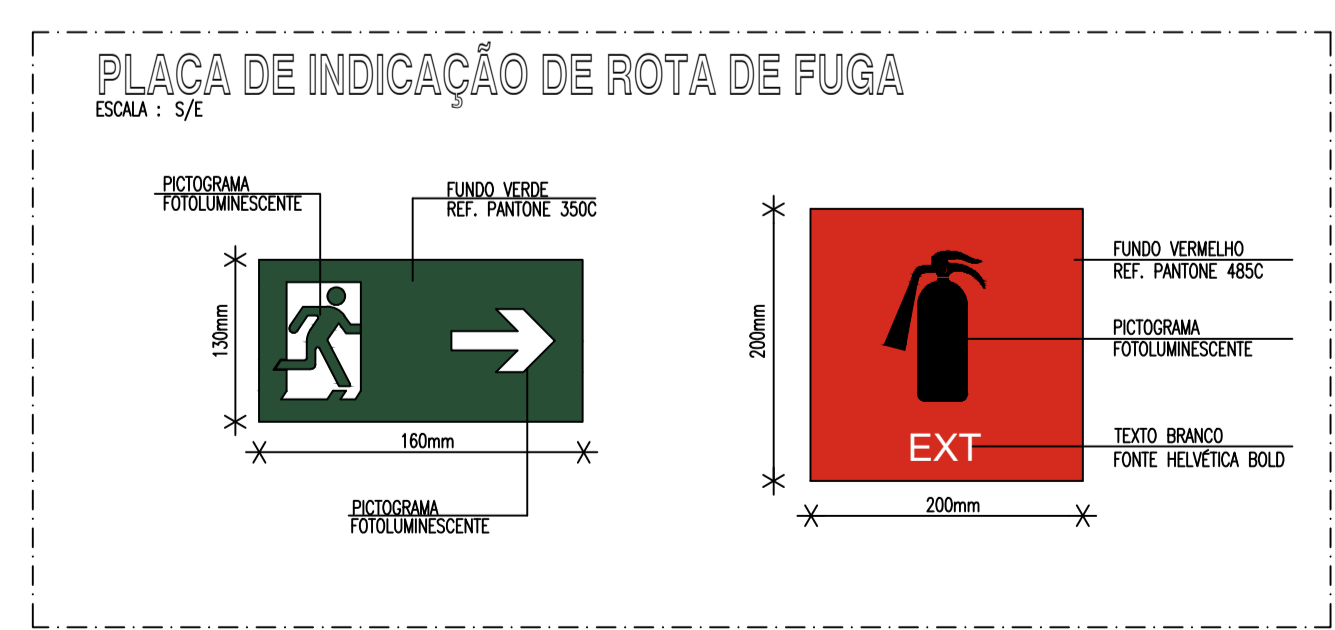 PLACA DE INDICAÇÃO DE ROTA DE FUGA
ESCALA : S/E
PICTOGRAMA
FOTOLUMINESCENTE
FUNDO VERDE
REF. PANTONE 350C
130mm
160mm
PICTOGRAMA
FOTOLUMINESCENTE
200mm
EXT
200mm
FUNDO VERMELHO
REF. PANTONE 485C
PICTOGRAMA
FOTOLUMINESCENTE
TEXTO BRANCO
FONTE HELVÉTICA BOLD